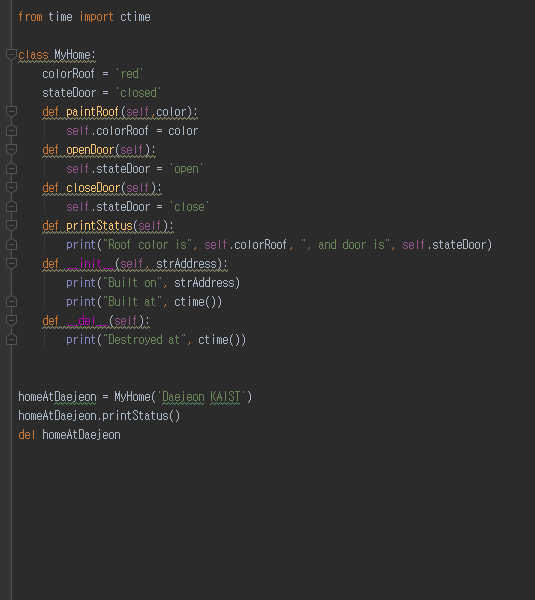 from time import ctime
class MyHome:
colorRoof = 'red'
stateDoor = 'closed'
def paintRoof(self,color):
self.colorRoof = color
def openDoor(self):
self.stateDoor = 'open'
def closeDoor(self):
self.stateDoor = 'close'
def printStatus(self):
print("Roof color is", self.colorRoof, ", and door is", self.stateDoor)
def __init__(self, strAddress):
print("Built on", strAddress)
print("Built at", ctime())
def __del__(self):
print("Destroyed at", ctime())
homeAtDaejeon = MyHome('Daejeon KAIST')
homeAtDaejeon.printStatus()
del homeAtDaejeon